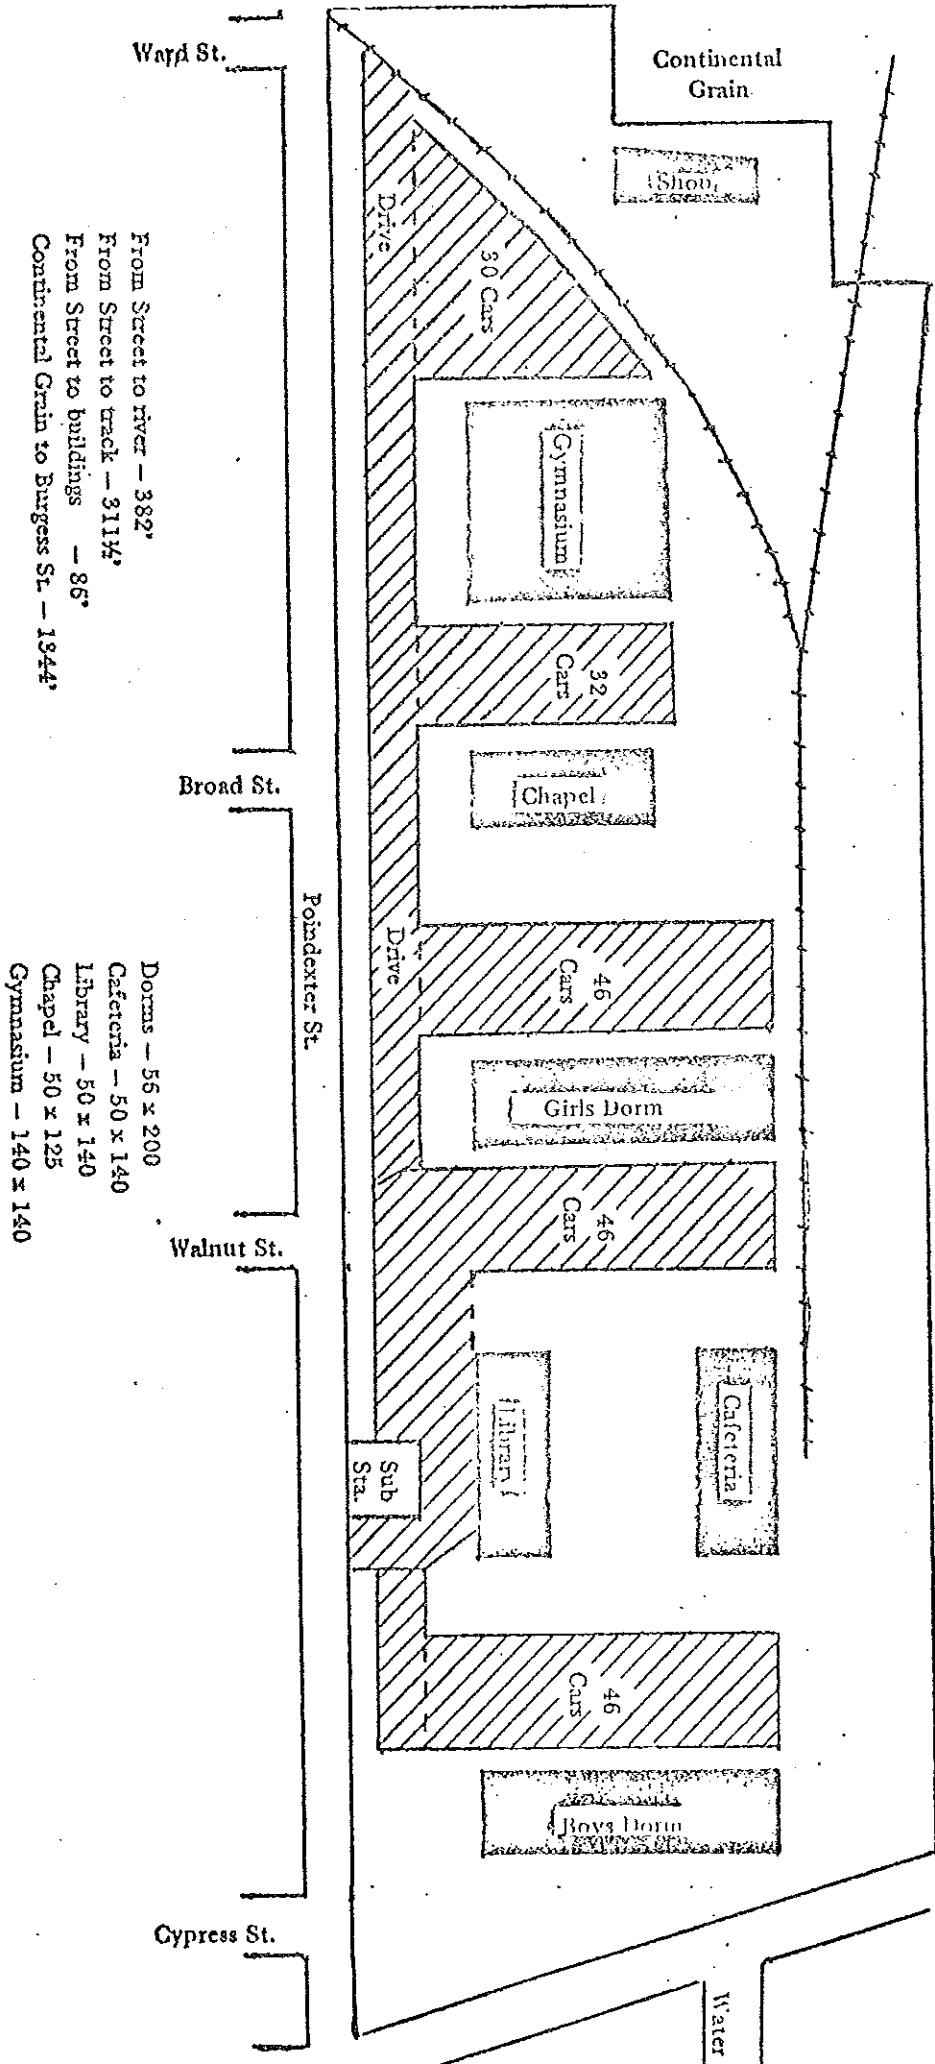 Ward St.
Continental
Grain
Shop
Drive
30 Cars
Gymnasium
32
Cars
Broad St.
Chapel
Poindexter St.
Drive
46
Cars
Girls Dorm
Walnut St.
46
Cars
Library
Cafeteria
Sub
Sta.
46
Cars
Boys Dorm
Cypress St.
Water
From Street to river – 382'
From Street to track – 311¼'
From Street to buildings – 86'
Continental Grain to Burgess St. – 1344'
Dorms – 56 x 200
Cafeteria – 50 x 140
Library – 50 x 140
Chapel – 50 x 125
Gymnasium – 140 x 140